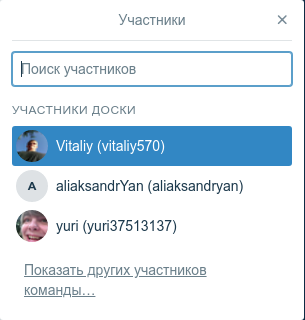 Участники
Поиск участников
УЧАСТНИКИ ДОСКИ
Vitaliy (vitaliy570)
A aliaksandrYan (aliaksandryan)
yuri (yuri37513137)
Показать других участников
команды…